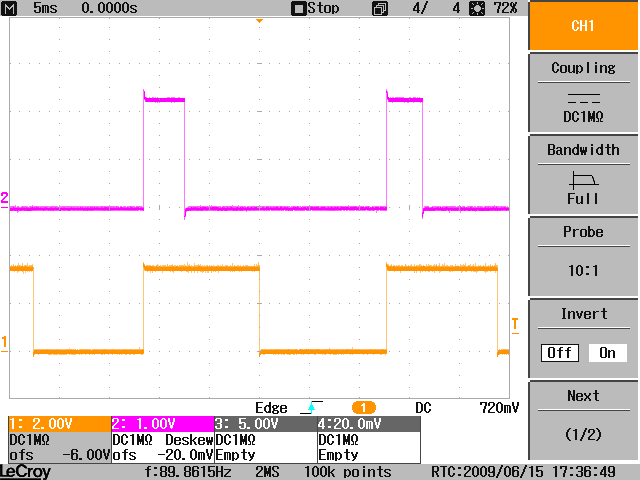 M 5ms 0.0000s Stop 4/ 4 72%
CH1
Coupling
DC1MΩ
Bandwidth
Full
Probe
10:1
Invert
Off On
Next
(1/2)
2
1
T
Edge 1 DC 720mV
1: 2.00V 2: 1.00V 3: 5.00V 4:20.0mV
DC1MΩ DC1MΩ Deskew DC1MΩ DC1MΩ
ofs -6.00V ofs -20.0mV Empty Empty
LeCroy f:89.8615Hz 2MS 100k points RTC:2009/06/15 17:36:49